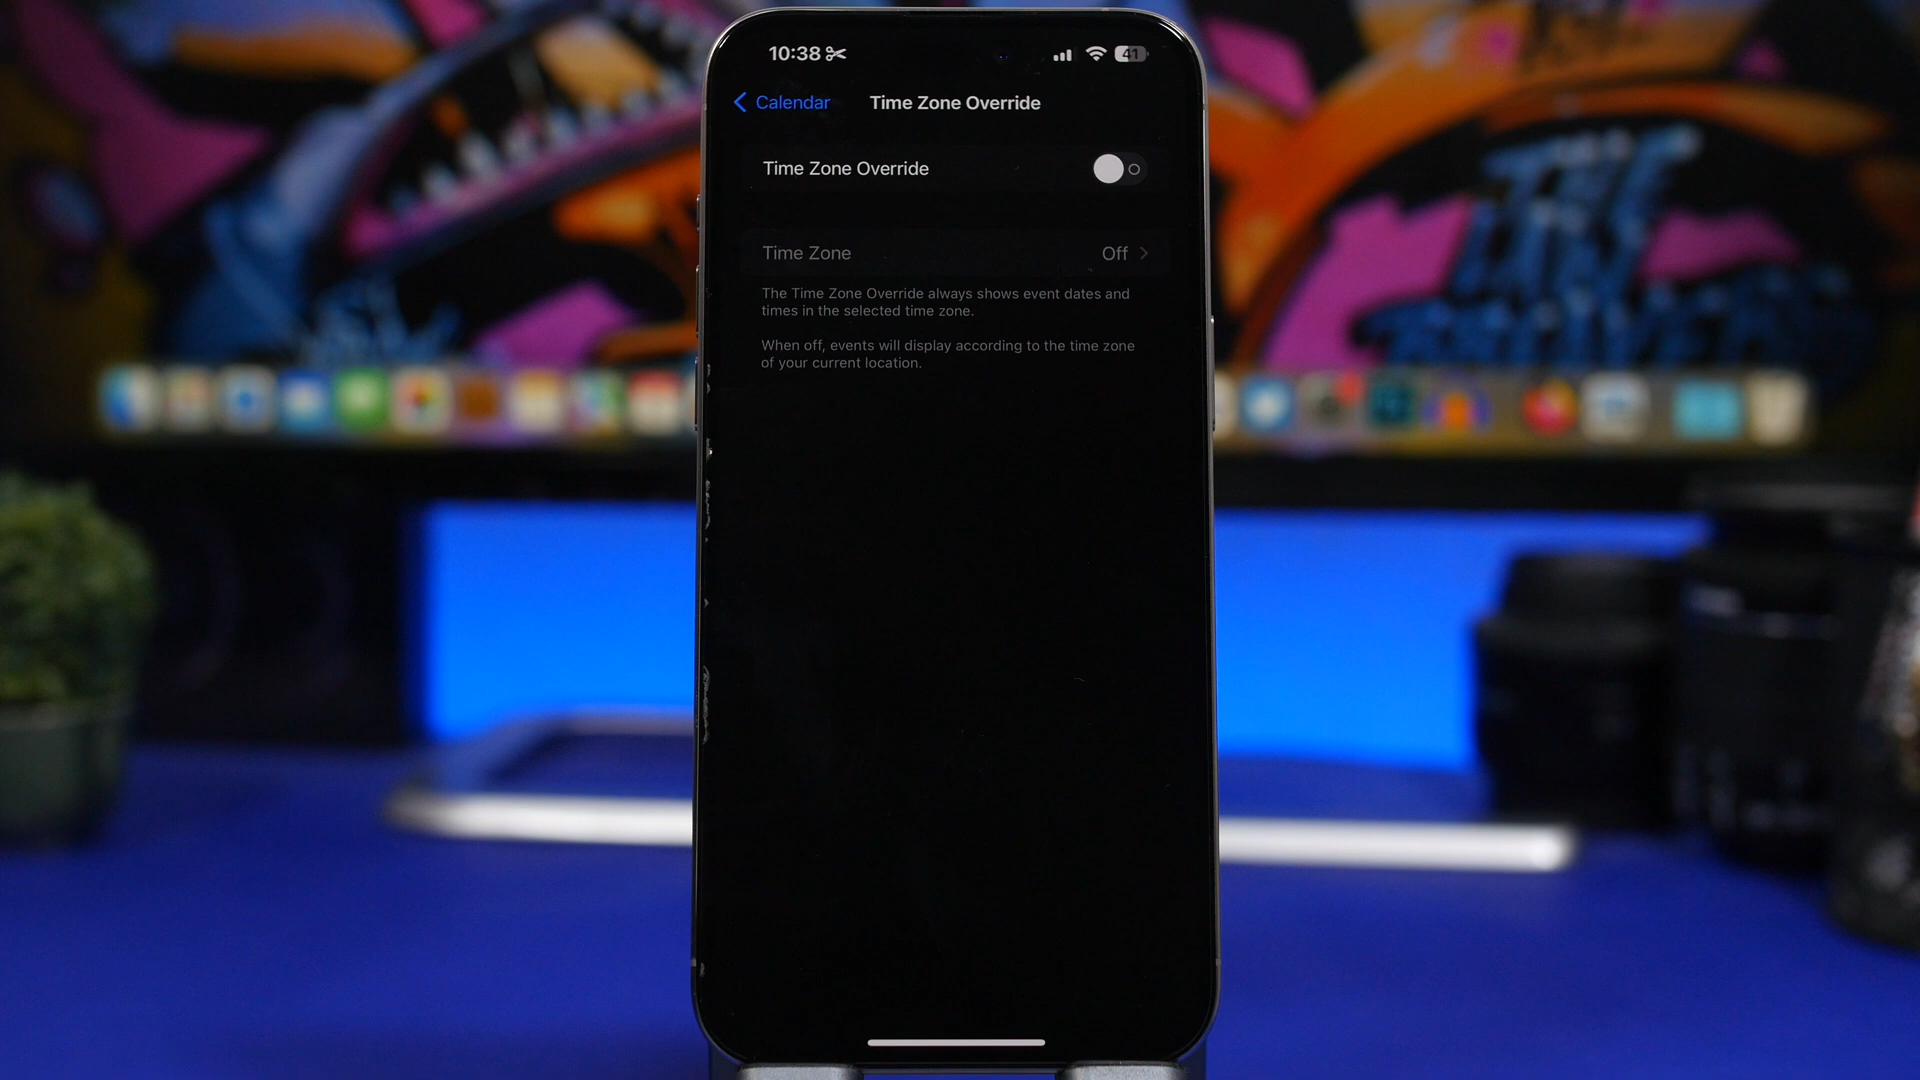 10:38
41
Calendar
Time Zone Override
Time Zone Override
Time Zone
Off
The Time Zone Override always shows event dates and
times in the selected time zone.
When off, events will display according to the time zone
of your current location.